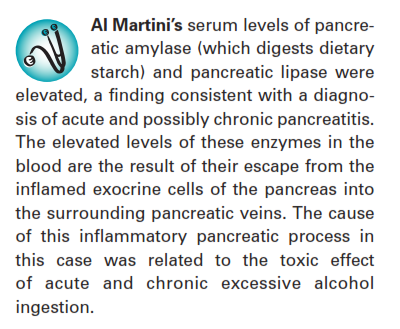 Al Martini's serum levels of pancre-
atic amylase (which digests dietary
starch) and pancreatic lipase were
elevated, a finding consistent with a diagno-
sis of acute and possibly chronic pancreatitis.
The elevated levels of these enzymes in the
blood are the result of their escape from the
inflamed exocrine cells of the pancreas into
the surrounding pancreatic veins. The cause
of this inflammatory pancreatic process in
this case was related to the toxic effect
of acute and chronic excessive alcohol
ingestion.